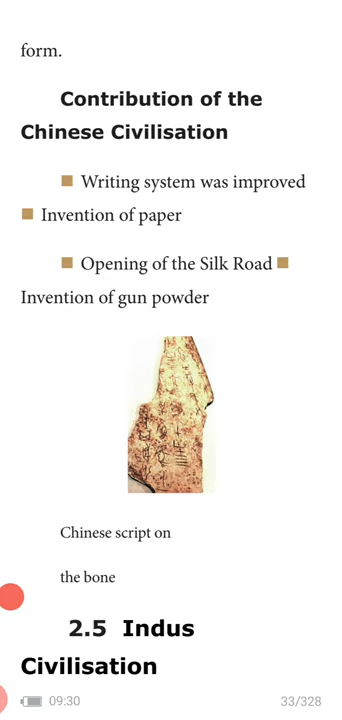 form.
Contribution of the
Chinese Civilisation
■ Writing system was improved
■ Invention of paper
■ Opening of the Silk Road ■
Invention of gun powder
Chinese script on
the bone
2.5 Indus
Civilisation
09:30
33/328